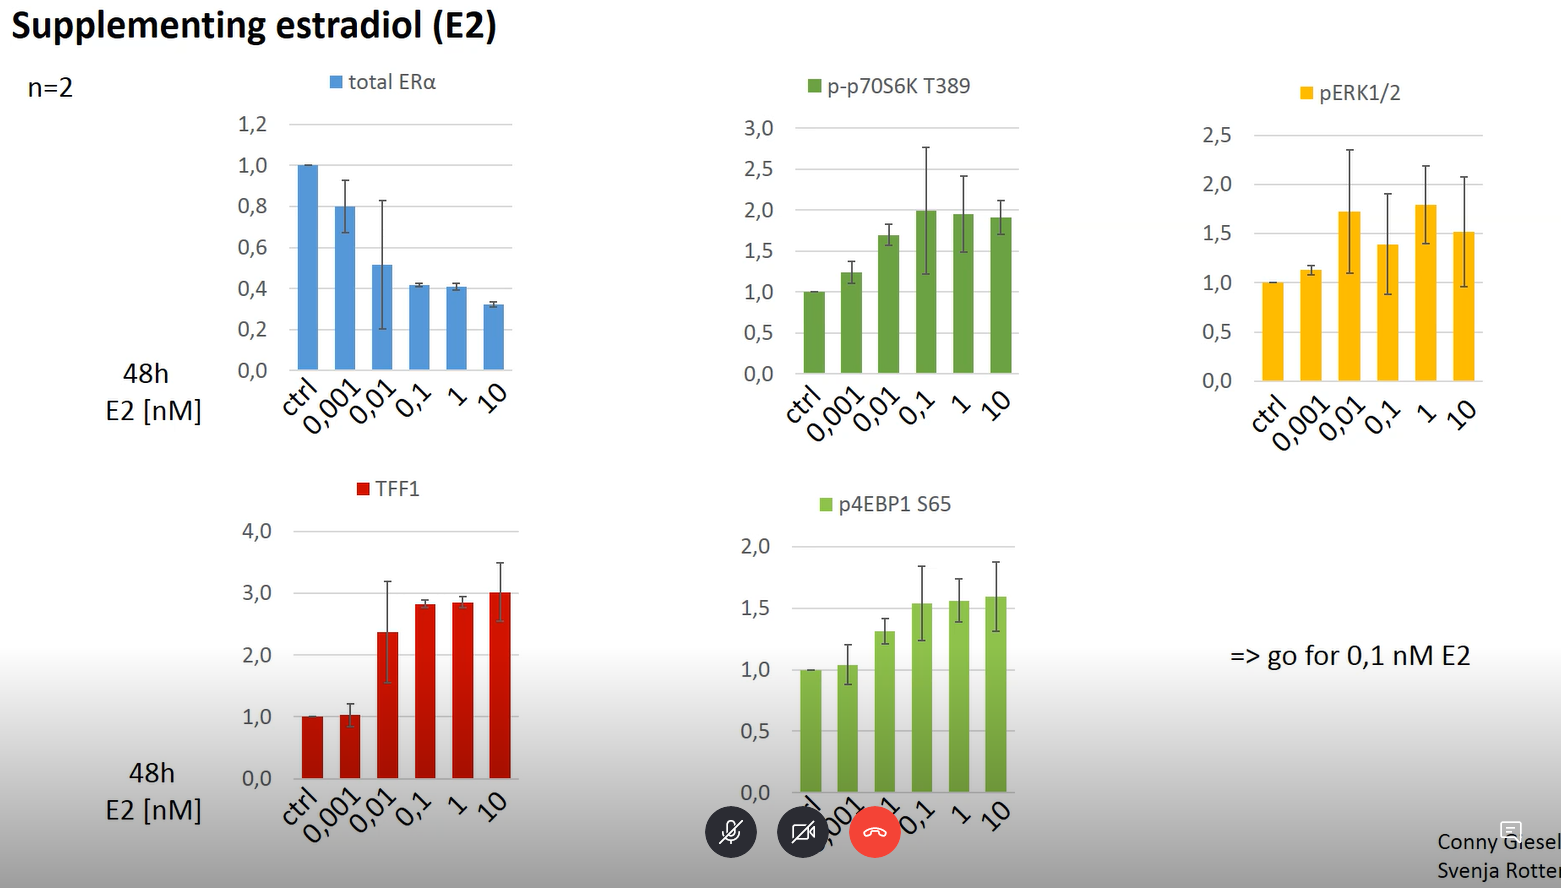 Supplementing estradiol (E2)
n=2
total ERα
1,2
1,0
0,8
0,6
0,4
0,2
0,0
ctrl
0,001
0,01
0,1
1
10
48h
E2 [nM]
p-p70S6K T389
3,0
2,5
2,0
1,5
1,0
0,5
0,0
ctrl
0,001
0,01
0,1
1
10
pERK1/2
2,5
2,0
1,5
1,0
0,5
0,0
ctrl
0,001
0,01
0,1
1
10
TFF1
4,0
3,0
2,0
1,0
0,0
ctrl
0,001
0,01
0,1
1
10
48h
E2 [nM]
p4EBP1 S65
2,0
1,5
1,0
0,5
0,0
0,1
1
10
=> go for 0,1 nM E2
Conny Giesel
Svenja Rotter